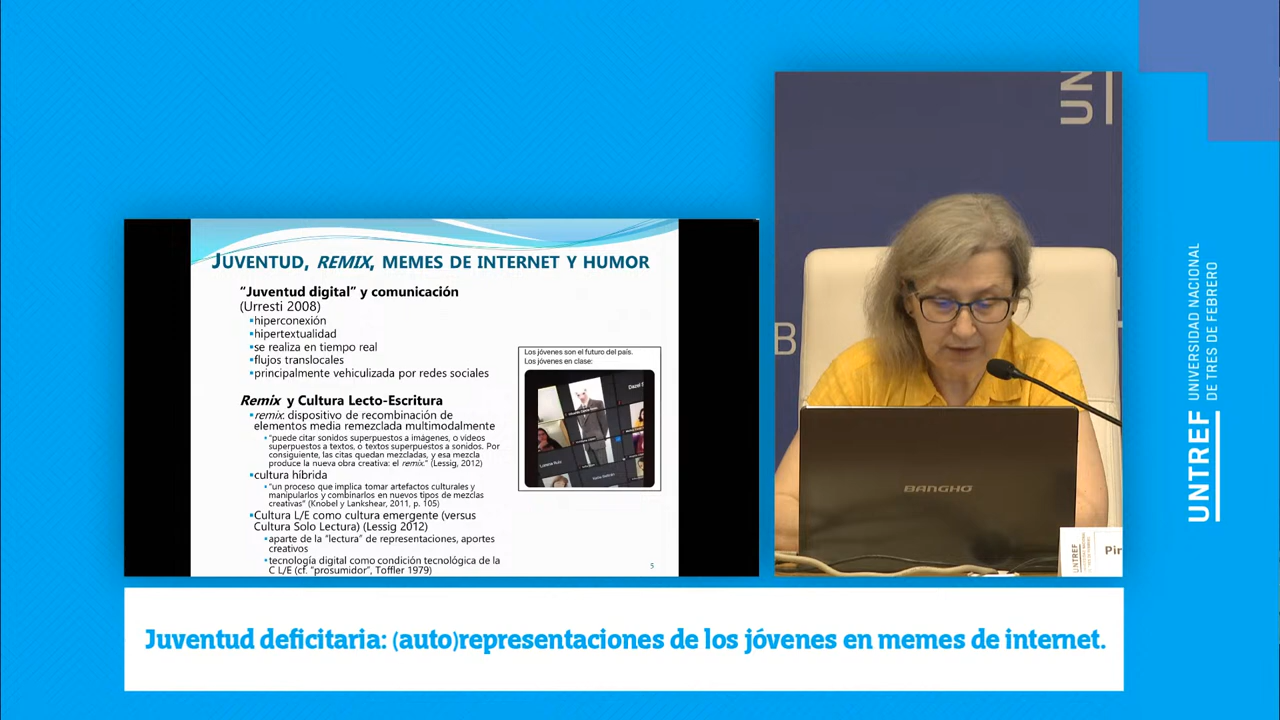 JUVENTUD, REMIX, MEMES DE INTERNET Y HUMOR
“Juventud digital” y comunicación
(Urresti 2008)
▪hiperconexión
▪hipertextualidad
▪se realiza en tiempo real
▪flujos translocales
▪principalmente vehiculizada por redes sociales
Remix y Cultura Lecto-Escritura
▪remix: dispositivo de recombinación de
elementos media remezclada multimodalmente
▪“puede citar sonidos superpuestos a imágenes, o videos
superpuestos a textos, o textos superpuestos a sonidos. Por
consiguiente, las citas quedan mezcladas, y esa mezcla
produce la nueva obra creativa: el remix.” (Lessig, 2012)
▪cultura híbrida
▪“un proceso que implica tomar artefactos culturales y
manipularlos y combinarlos en nuevos tipos de mezclas
creativas” (Knobel y Lankshear, 2011, p. 105)
▪Cultura L/E como cultura emergente (versus
Cultura Solo Lectura) (Lessig 2012)
▪aparte de la “lectura” de representaciones, aportes
creativos
▪tecnología digital como condición tecnológica de la
C L/E (cf. “prosumidor”, Toffler 1979)
Los jóvenes son el futuro del país.
Los jóvenes en clase:
5
UN
B
BANGHO
UNTREF
Pir
UNTREF
UNIVERSIDAD NACIONAL
DE TRES DE FEBRERO
Juventud deficitaria: (auto)representaciones de los jóvenes en memes de internet.